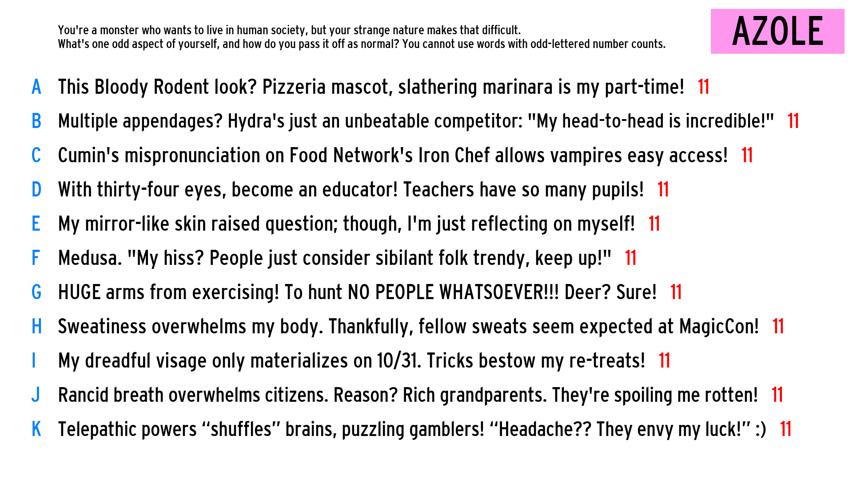 You're a monster who wants to live in human society, but your strange nature makes that difficult.
What's one odd aspect of yourself, and how do you pass it off as normal? You cannot use words with odd-lettered number counts.
AZOLE
A This Bloody Rodent look? Pizzeria mascot, slathering marinara is my part-time! 11
B Multiple appendages? Hydra's just an unbeatable competitor: "My head-to-head is incredible!" 11
C Cumin's mispronunciation on Food Network's Iron Chef allows vampires easy access! 11
D With thirty-four eyes, become an educator! Teachers have so many pupils! 11
E My mirror-like skin raised question; though, I'm just reflecting on myself! 11
F Medusa. "My hiss? People just consider sibilant folk trendy, keep up!" 11
G HUGE arms from exercising! To hunt NO PEOPLE WHATSOEVER!!! Deer? Sure! 11
H Sweatiness overwhelms my body. Thankfully, fellow sweats seem expected at MagicCon! 11
I My dreadful visage only materializes on 10/31. Tricks bestow my re-treats! 11
J Rancid breath overwhelms citizens. Reason? Rich grandparents. They're spoiling me rotten! 11
K Telepathic powers “shuffles” brains, puzzling gamblers! “Headache?? They envy my luck!” :) 11